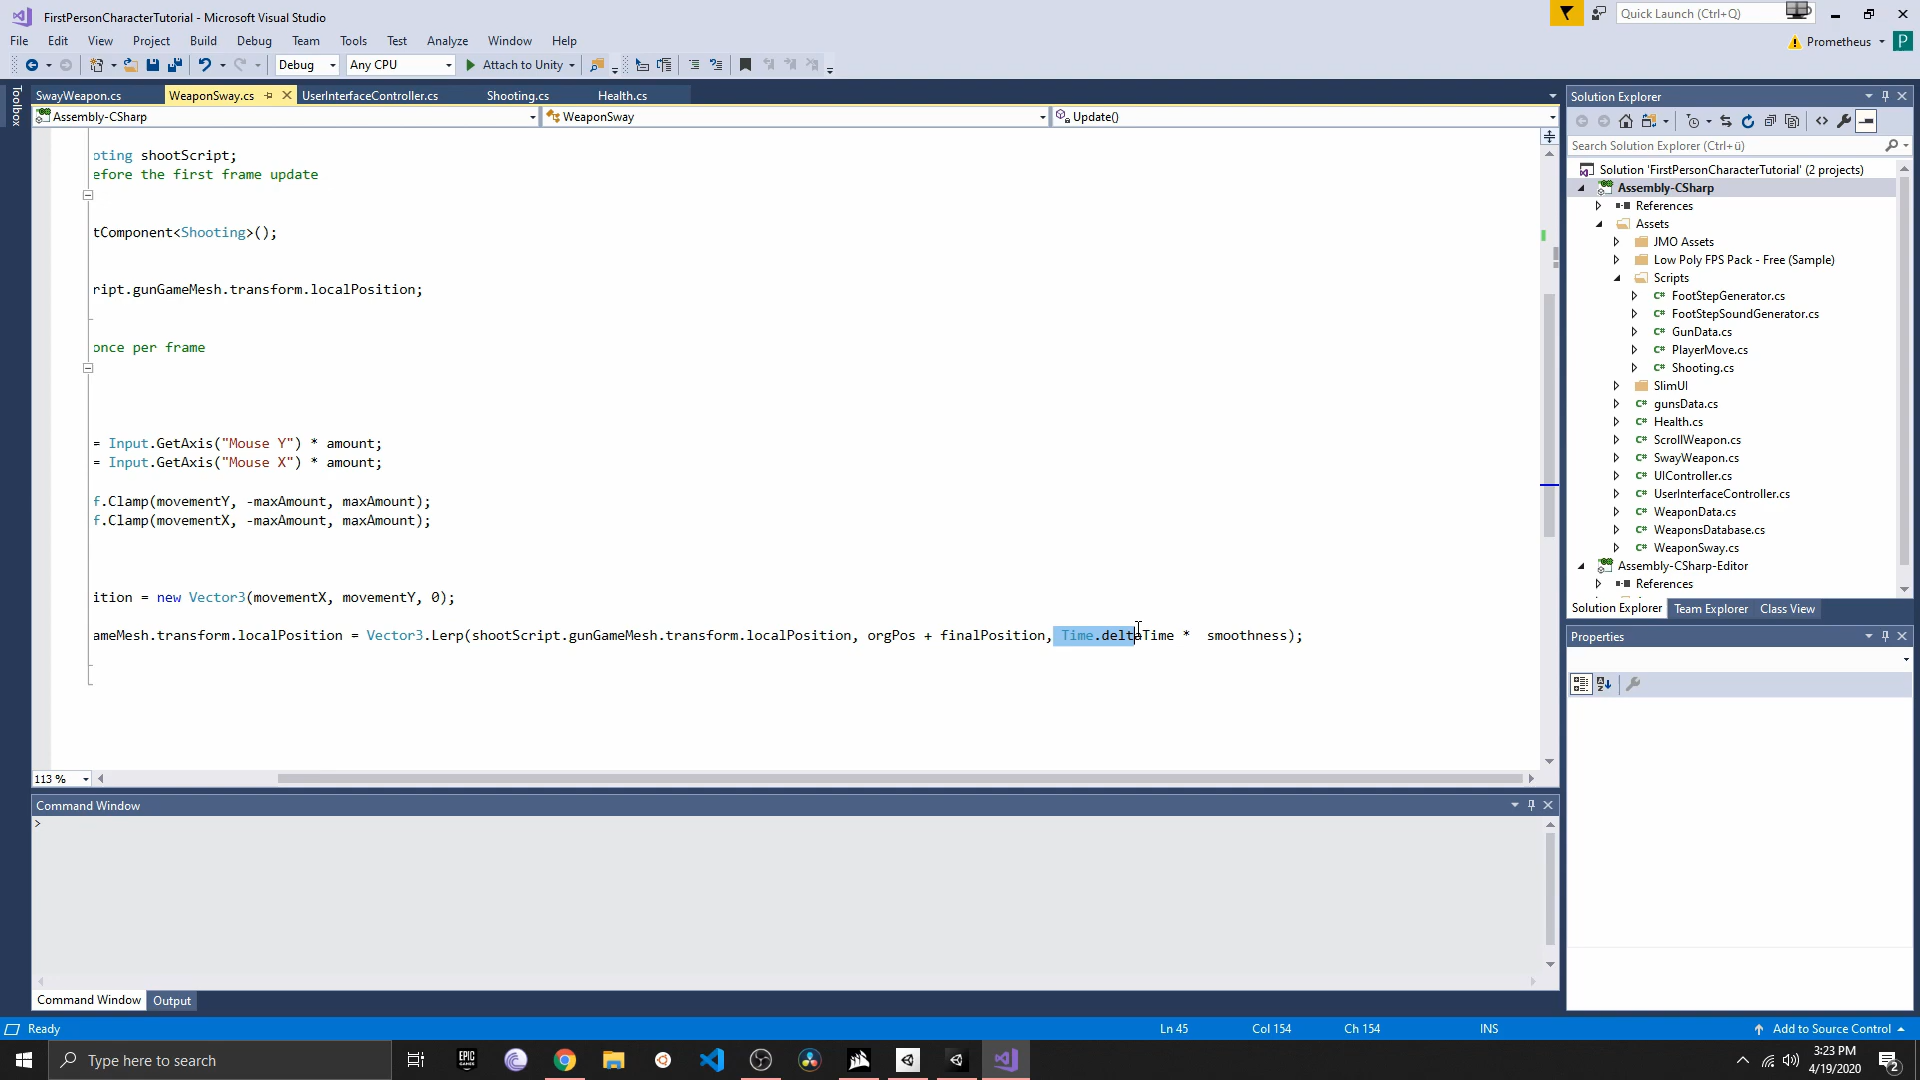 FirstPersonCharacterTutorial - Microsoft Visual Studio
Quick Launch (Ctrl+Q)
File Edit View Project Build Debug Team Tools Test Analyze Window Help
Prometheus P
Debug Any CPU Attach to Unity
Toolbox
SwayWeapon.cs WeaponSway.cs UserInterfaceController.cs Shooting.cs Health.cs
Assembly-CSharp WeaponSway Update()
oting shootScript;
efore the first frame update
tComponent<Shooting>();
ript.gunGameMesh.transform.localPosition;
once per frame
= Input.GetAxis("Mouse Y") * amount;
= Input.GetAxis("Mouse X") * amount;
f.Clamp(movementY, -maxAmount, maxAmount);
f.Clamp(movementX, -maxAmount, maxAmount);
ition = new Vector3(movementX, movementY, 0);
ameMesh.transform.localPosition = Vector3.Lerp(shootScript.gunGameMesh.transform.localPosition, orgPos + finalPosition, Time.deltaTime *  smoothness);
113 %
Command Window
>
Command Window Output
Solution Explorer
Search Solution Explorer (Ctrl+ü)
Solution 'FirstPersonCharacterTutorial' (2 projects)
Assembly-CSharp
References
Assets
JMO Assets
Low Poly FPS Pack - Free (Sample)
Scripts
C# FootStepGenerator.cs
C# FootStepSoundGenerator.cs
C# GunData.cs
C# PlayerMove.cs
C# Shooting.cs
SlimUI
C# gunsData.cs
C# Health.cs
C# ScrollWeapon.cs
C# SwayWeapon.cs
C# UIController.cs
C# UserInterfaceController.cs
C# WeaponData.cs
C# WeaponsDatabase.cs
C# WeaponSway.cs
Assembly-CSharp-Editor
References
Solution Explorer Team Explorer Class View
Properties
Ready Ln 45 Col 154 Ch 154 INS Add to Source Control
Type here to search
EPIC GAMES
3:23 PM
4/19/2020
2